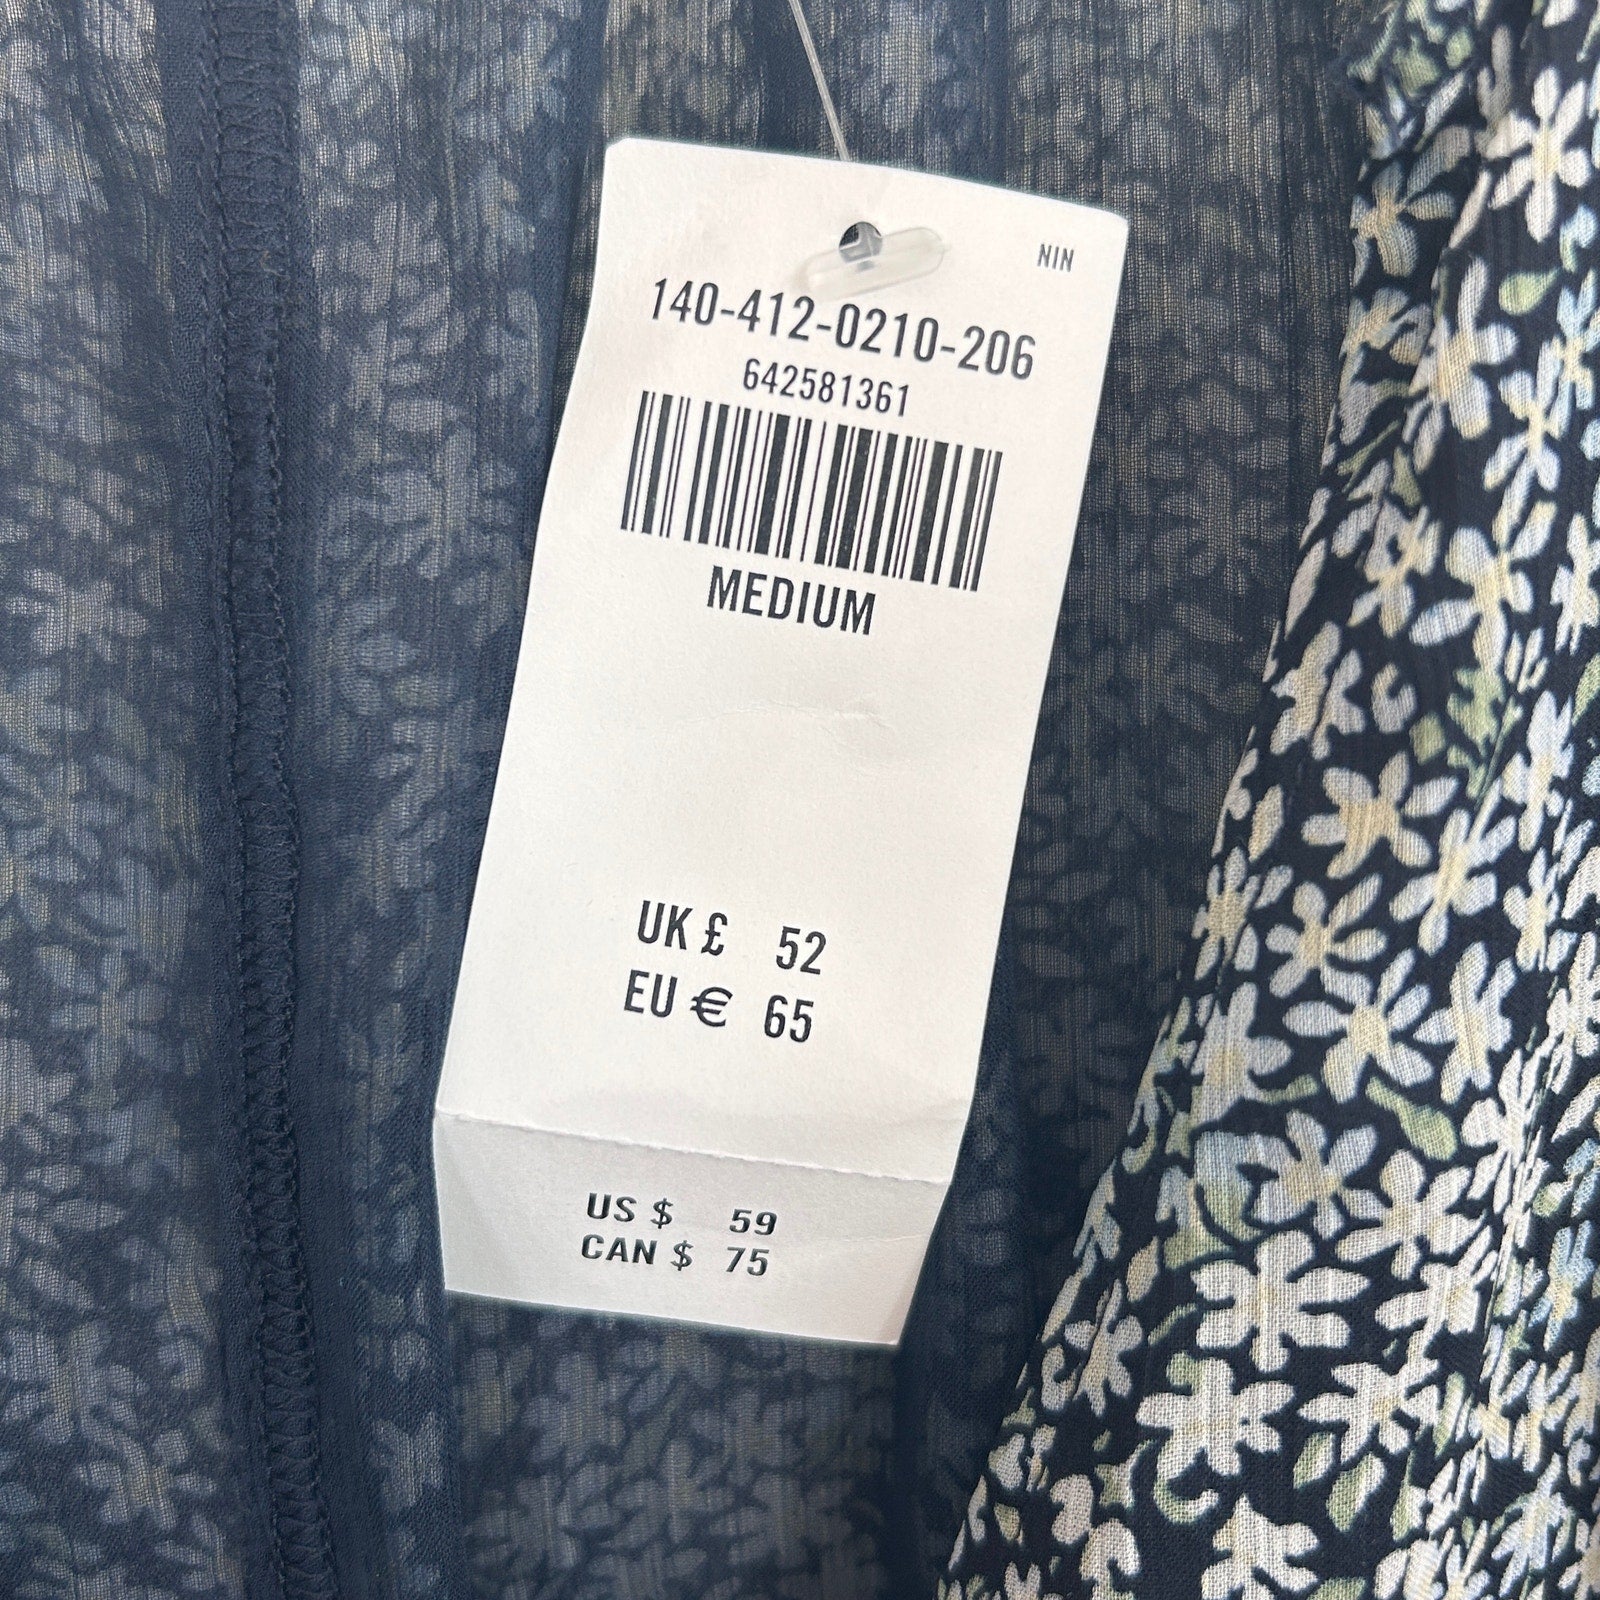 NIN
140-412-0210-206
642581361
MEDIUM
UK £ 52
EU € 65
US $ 59
CAN $ 75